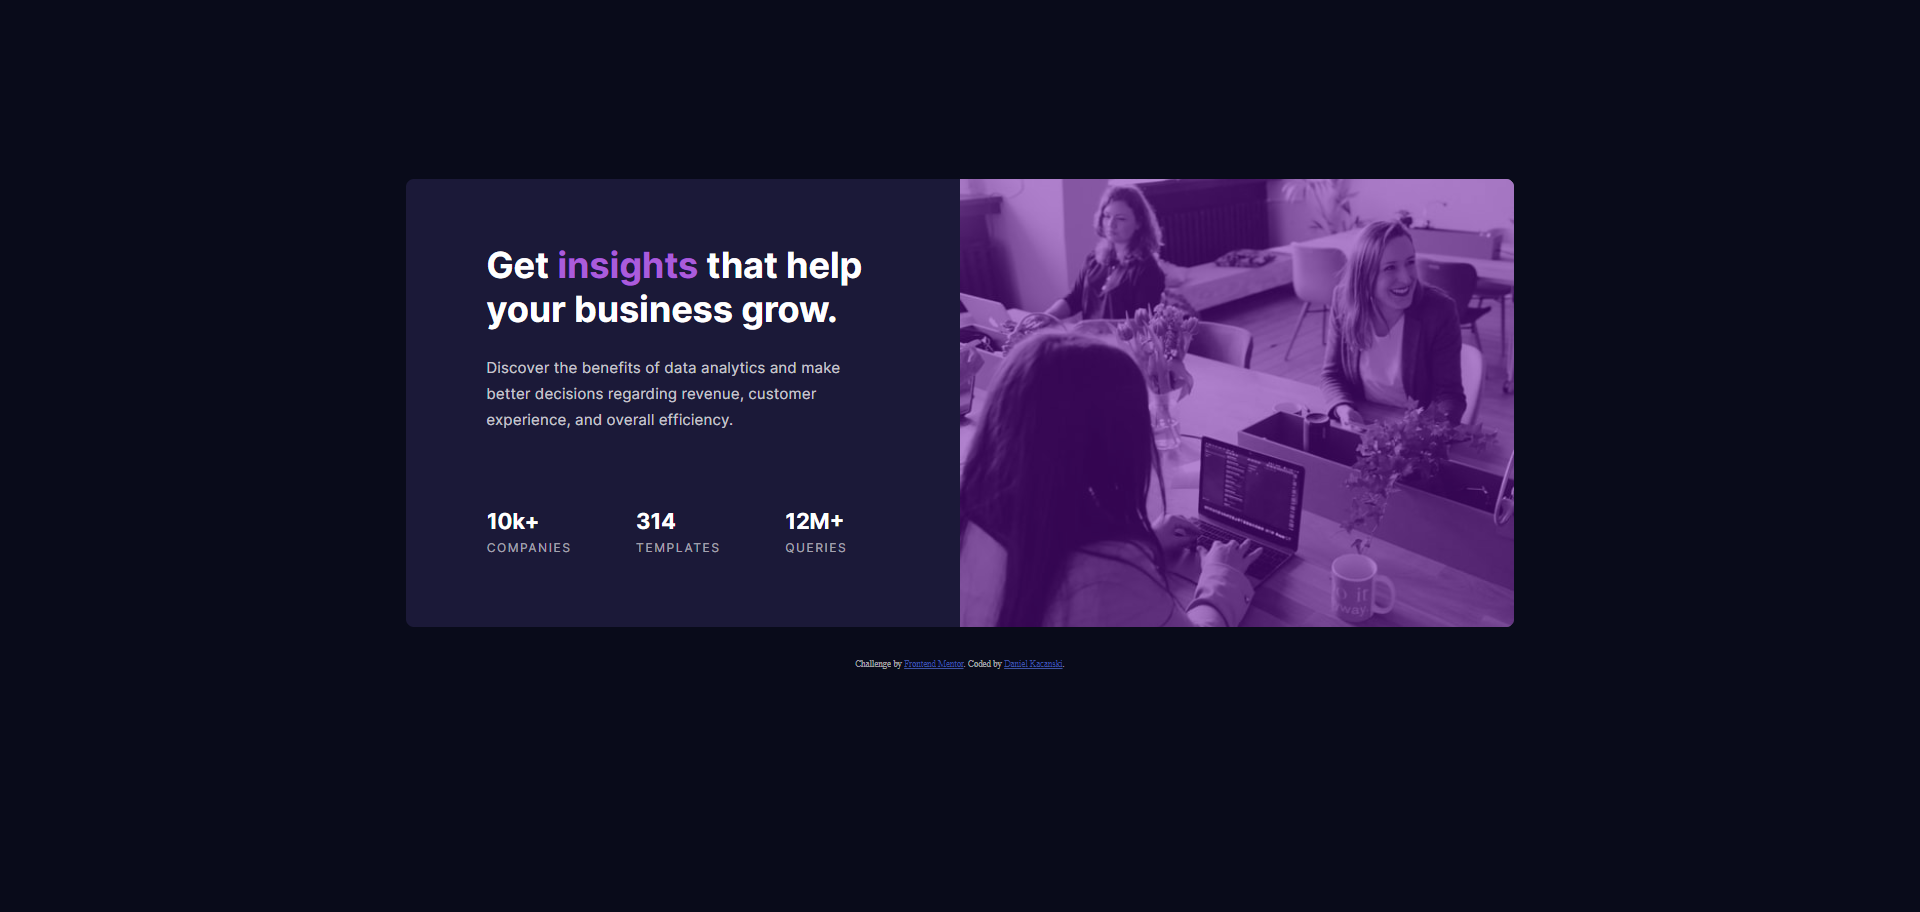 Get insights that help
your business grow.
Discover the benefits of data analytics and make
better decisions regarding revenue, customer
experience, and overall efficiency.
10k+ 314 12M+
COMPANIES TEMPLATES QUERIES
Challenge by Frontend Mentor. Coded by Daniel Kacanski.